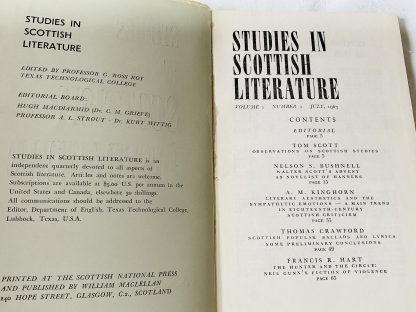 STUDIES IN
SCOTTISH
LITERATURE
EDITED BY PROFESSOR G. ROSS ROY
TEXAS TECHNOLOGICAL COLLEGE
EDITORIAL BOARD:
HUGH MACDIARMID (Dr. C. M. GRIEVE)
PROFESSOR A. L. STROUT - Dr. KURT WITTIG
STUDIES IN SCOTTISH LITERATURE is an
independent quarterly devoted to all aspects of
Scottish literature. Articles and notes are welcome.
Subscriptions are at $5.00 U.S. per annum in the
United States and Canada, elsewhere 30 shillings.
All communications should be addressed to the
Editor, Department of English, Texas Technological College,
Lubbock, Texas, U.S.A.
PRINTED AT THE SCOTTISH NATIONAL PRESS
AND PUBLISHED BY WILLIAM MACLELLAN
240 HOPE STREET, GLASGOW, C.2., SCOTLAND
STUDIES IN
SCOTTISH
LITERATURE
VOLUME 1 NUMBER 1 JULY, 1963
CONTENTS
EDITORIAL
PAGE 3
TOM SCOTT
OBSERVATIONS ON SCOTTISH STUDIES
PAGE 5
NELSON S. BUSHNELL
WALTER SCOTT'S ADVENT
AS NOVELIST OF MANNERS
PAGE 15
A. M. KINGHORN
LITERARY AESTHETICS AND THE
SYMPATHETIC EMOTIONS — A MAIN TREND
IN EIGHTEENTH-CENTURY
SCOTTISH CRITICISM
PAGE 35
THOMAS CRAWFORD
SCOTTISH POPULAR BALLADS AND LYRICS
SOME PRELIMINARY CONCLUSIONS
PAGE 49
FRANCIS R. HART
THE HUNTER AND THE CIRCLE:
NEIL GUNN'S FICTION OF VIOLENCE
PAGE 65